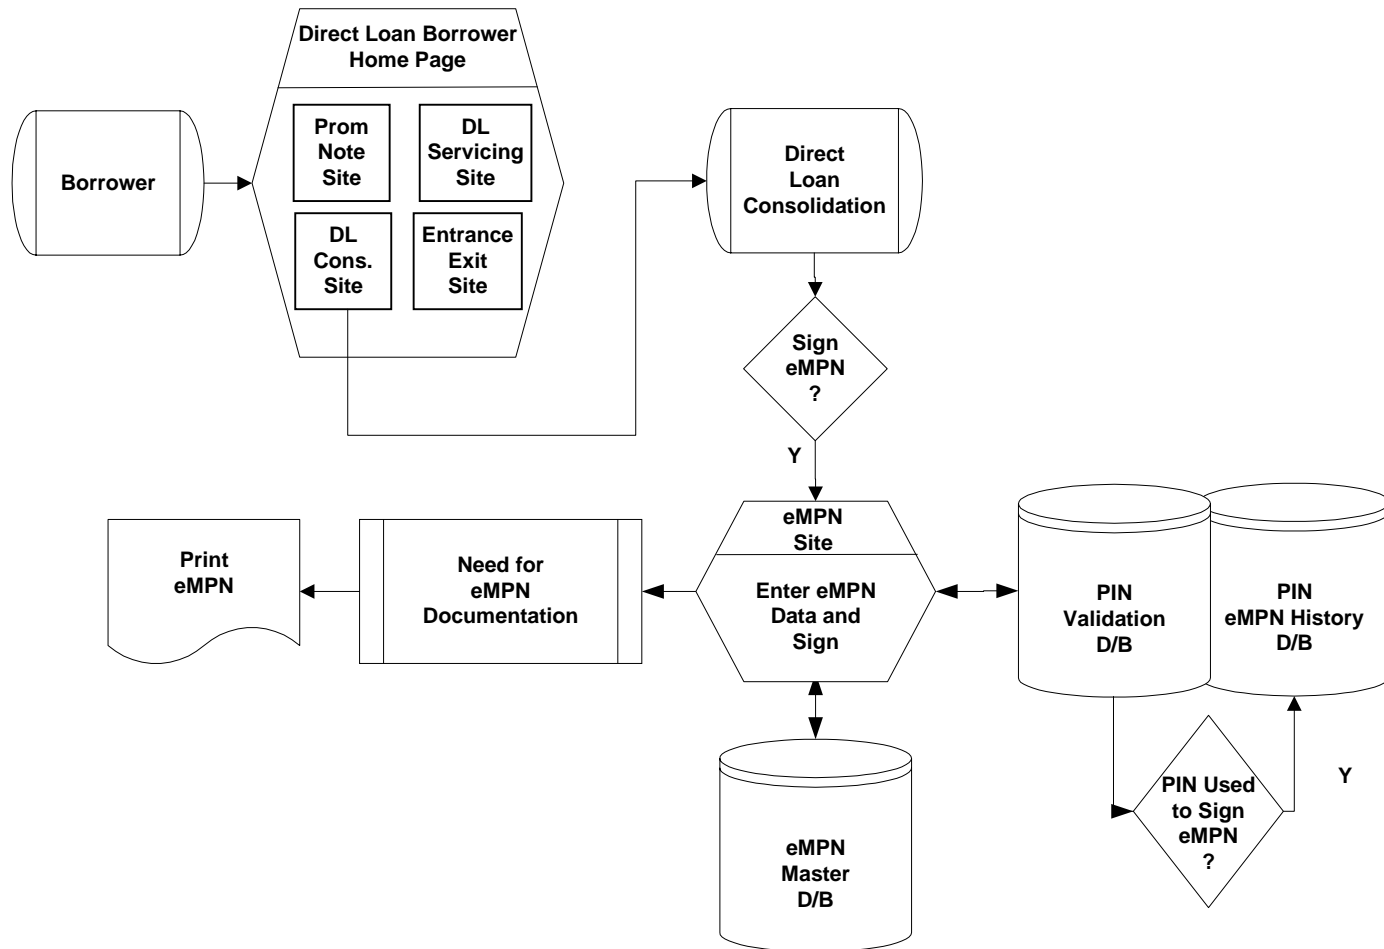 Direct Loan Borrower
Home Page
Borrower
Prom
Note
Site
DL
Servicing
Site
DL
Cons.
Site
Entrance
Exit
Site
Direct
Loan
Consolidation
Sign
eMPN
?
Y
eMPN
Site
Enter eMPN
Data and
Sign
Need for
eMPN
Documentation
Print
eMPN
PIN
Validation
D/B
PIN
eMPN History
D/B
PIN Used
to Sign
eMPN
?
Y
eMPN
Master
D/B